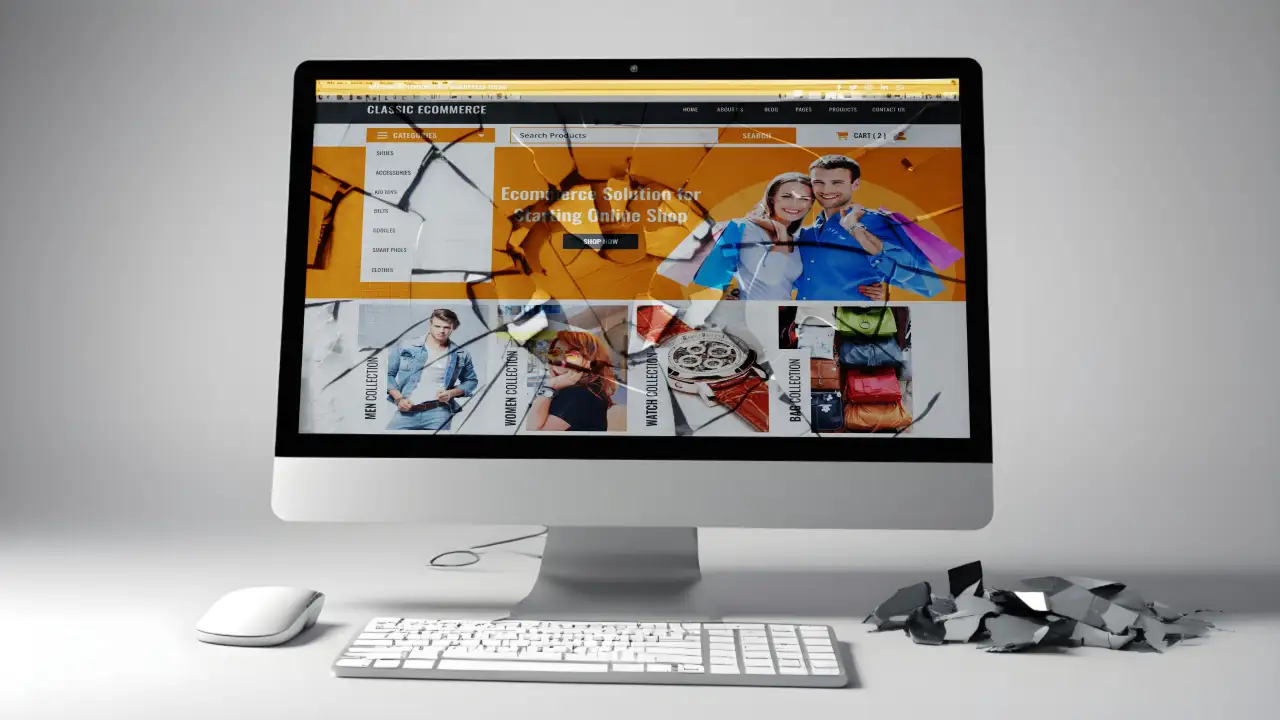 CLASSIC ECOMMERCE
HOME ABOUT US BLOG PAGES PRODUCTS CONTACT US
CATEGORIES
Search Products
SEARCH
CART ( 2 )
SHOES
ACCESSORIES
KID TOYS
BELTS
GOGGLES
SMART PHOES
CLOTHES
Ecommerce Solution for
Starting Online Shop
SHOP NOW
MEN COLLECTION
WOMEN COLLECTION
WATCH COLLECTION
BAG COLLECTION